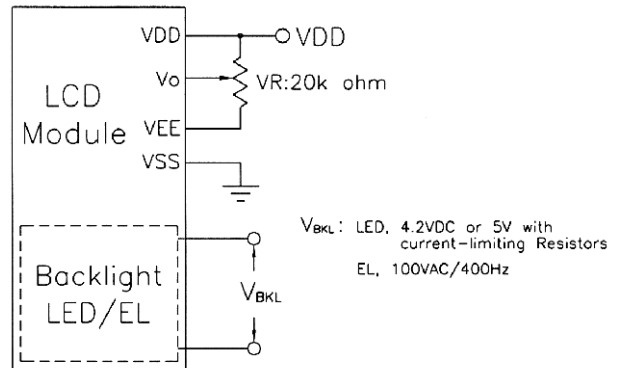 VDD
VDD
Vo
VR:20k ohm
LCD
Module
VEE
VSS
VBKL: LED, 4.2VDC or 5V with
current-limiting Resistors
EL, 100VAC/400Hz
Backlight
LED/EL
VBKL